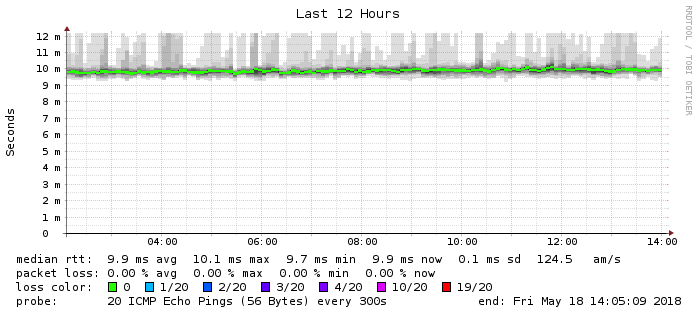 Last 12 Hours
RRDTOOL / TOBI OETIKER
Seconds
12 m
11 m
10 m
9 m
8 m
7 m
6 m
5 m
4 m
3 m
2 m
1 m
0
04:00 06:00 08:00 10:00 12:00 14:00
median rtt: 9.9 ms avg 10.1 ms max 9.7 ms min 9.9 ms now 0.1 ms sd 124.5 am/s
packet loss: 0.00 % avg 0.00 % max 0.00 % min 0.00 % now
loss color: 0 1/20 2/20 3/20 4/20 10/20 19/20
probe: 20 ICMP Echo Pings (56 Bytes) every 300s end: Fri May 18 14:05:09 2018